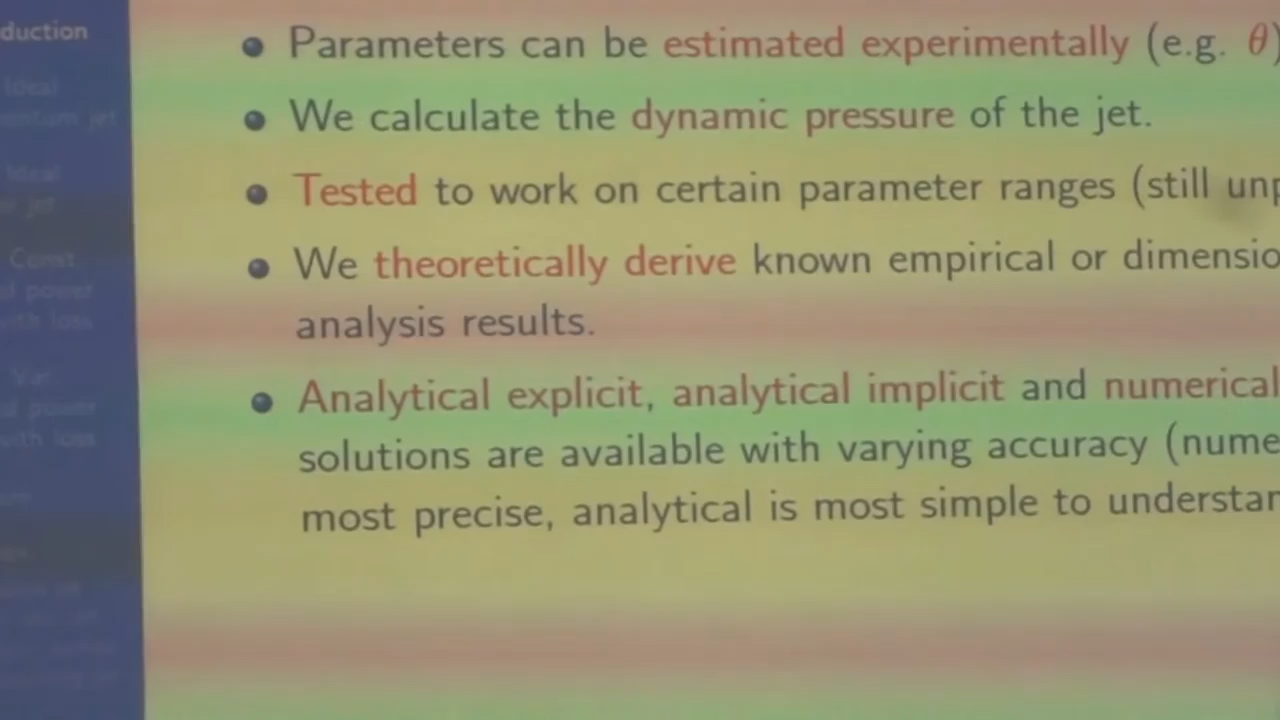 duction
Ideal
entum jet
Ideal
jet
Const
d power
with loss
Var.
d power
with loss
Parameters can be estimated experimentally (e.g. θ)
We calculate the dynamic pressure of the jet.
Tested to work on certain parameter ranges (still unp
We theoretically derive known empirical or dimensio
analysis results.
Analytical explicit, analytical implicit and numerical
solutions are available with varying accuracy (nume
most precise, analytical is most simple to understan